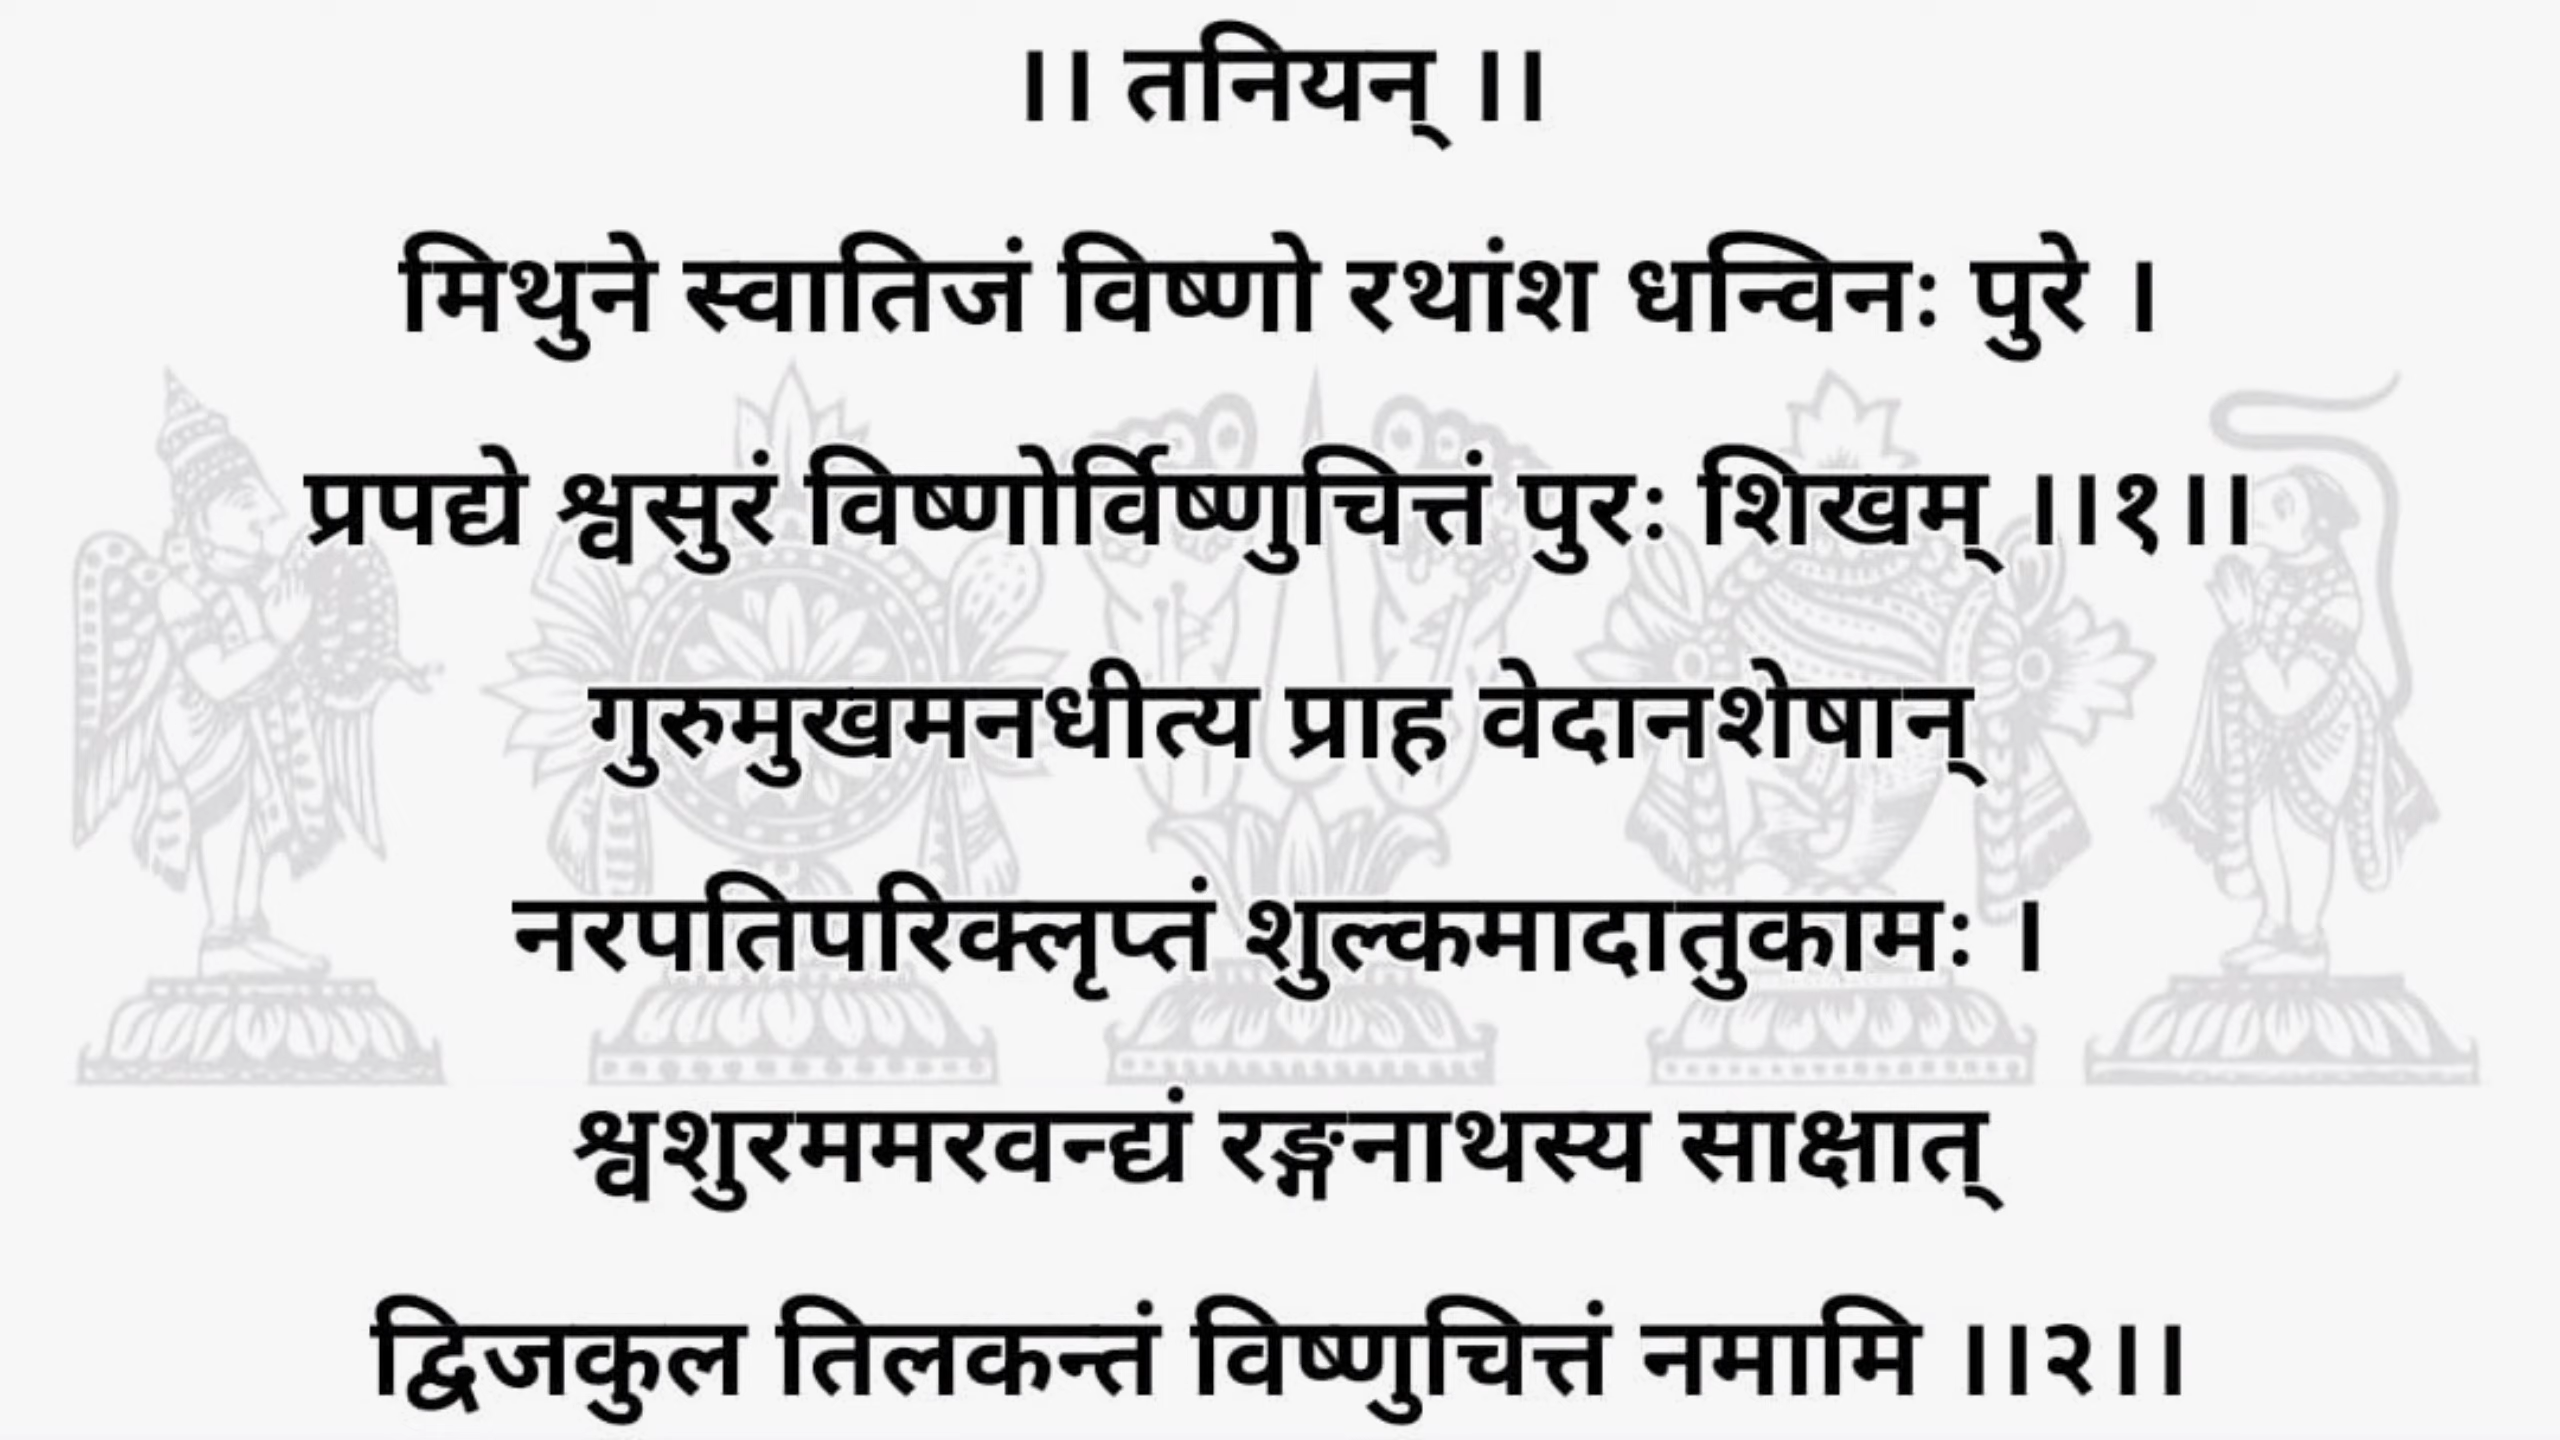 ।। तनियन् ।।
मिथुने स्वातिजं विष्णो रथांश धन्विनः पुरे ।
प्रपद्ये श्वसुरं विष्णोर्विष्णुचित्तं पुरः शिखम् ।।१।।
गुरुमुखमनधीत्य प्राह वेदानशेषान्
नरपतिपरिक्लृप्तं शुल्कमादातुकामः ।
श्वशुरममरवन्द्यं रङ्गनाथस्य साक्षात्
द्विजकुल तिलकन्तं विष्णुचित्तं नमामि ।।२।।